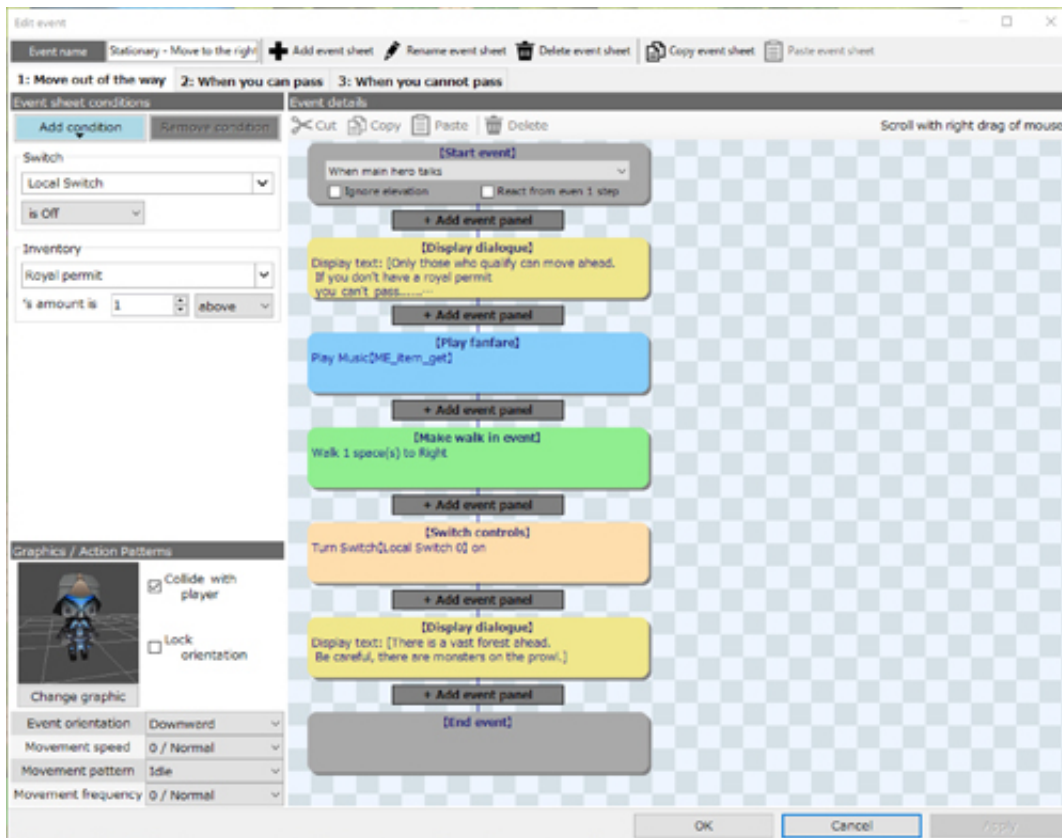 Edit event
Event name Stationary - Move to the right Add event sheet Rename event sheet Delete event sheet Copy event sheet Paste event sheet
1: Move out of the way 2: When you can pass 3: When you cannot pass
Event sheet conditions
Add condition Remove condition
Switch
Local Switch
is Off
Inventory
Royal permit
's amount is 1 above
Graphics / Action Patterns
Collide with
player
Lock
orientation
Change graphic
Event orientation Downword
Movement speed 0 / Normal
Movement pattern Idle
Movement frequency 0 / Normal
Event details
Cut Copy Paste Delete Scroll with right drag of mouse
【Start event】
When main hero talks
Ignore elevation React from even 1 step
+ Add event panel
【Display dialogue】
Display text: [Only those who qualify can move ahead.
If you don't have a royal permit
you can't pass.....…
+ Add event panel
【Play fanfare】
Play Music【ME_item_get】
+ Add event panel
【Make walk in event】
Walk 1 space(s) to Right
+ Add event panel
【Switch controls】
Turn Switch【Local Switch 0】 on
+ Add event panel
【Display dialogue】
Display text: [There is a vast forest ahead.
Be careful, there are monsters on the prowl.]
+ Add event panel
【End event】
OK Cancel Apply